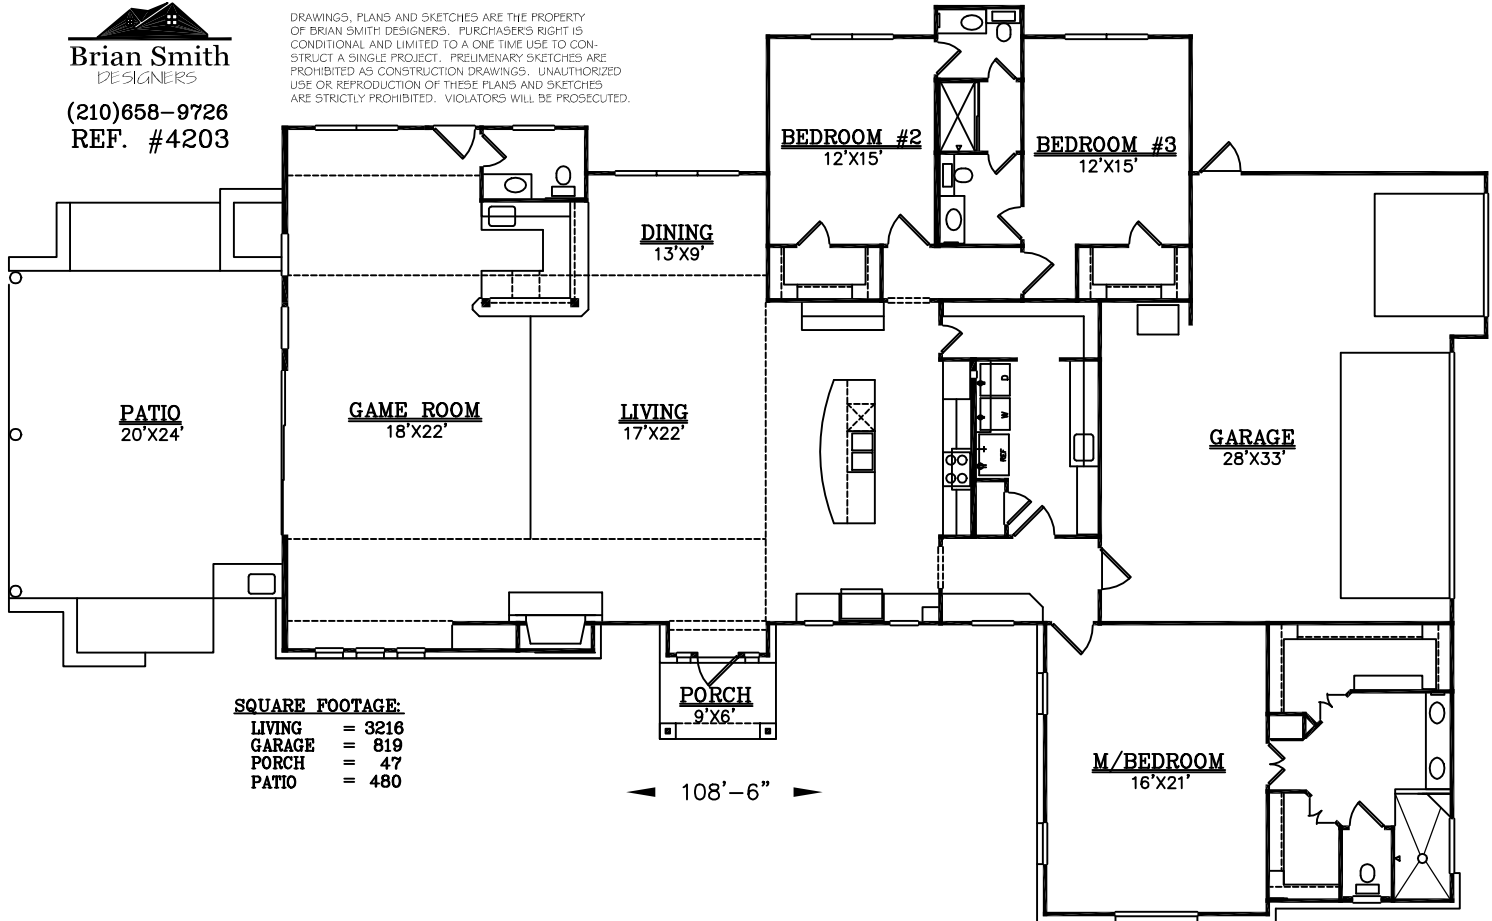 Brian Smith
DESIGNERS
(210)658-9726
REF. #4203
DRAWINGS, PLANS AND SKETCHES ARE THE PROPERTY
OF BRIAN SMITH DESIGNERS. PURCHASER'S RIGHT IS
CONDITIONAL AND LIMITED TO A ONE TIME USE TO CON-
STRUCT A SINGLE PROJECT. PRELIMENARY SKETCHES ARE
PROHIBITED AS CONSTRUCTION DRAWINGS. UNAUTHORIZED
USE OR REPRODUCTION OF THESE PLANS AND SKETCHES
ARE STRICTLY PROHIBITED. VIOLATORS WILL BE PROSECUTED.
BEDROOM #2
12'X15'
BEDROOM #3
12'X15'
DINING
13'X9'
PATIO
20'X24'
GAME ROOM
18'X22'
LIVING
17'X22'
D
W
REF
GARAGE
28'X33'
PORCH
9'X6'
SQUARE FOOTAGE:
LIVING = 3216
GARAGE = 819
PORCH = 47
PATIO = 480
108'-6"
M/BEDROOM
16'X21'